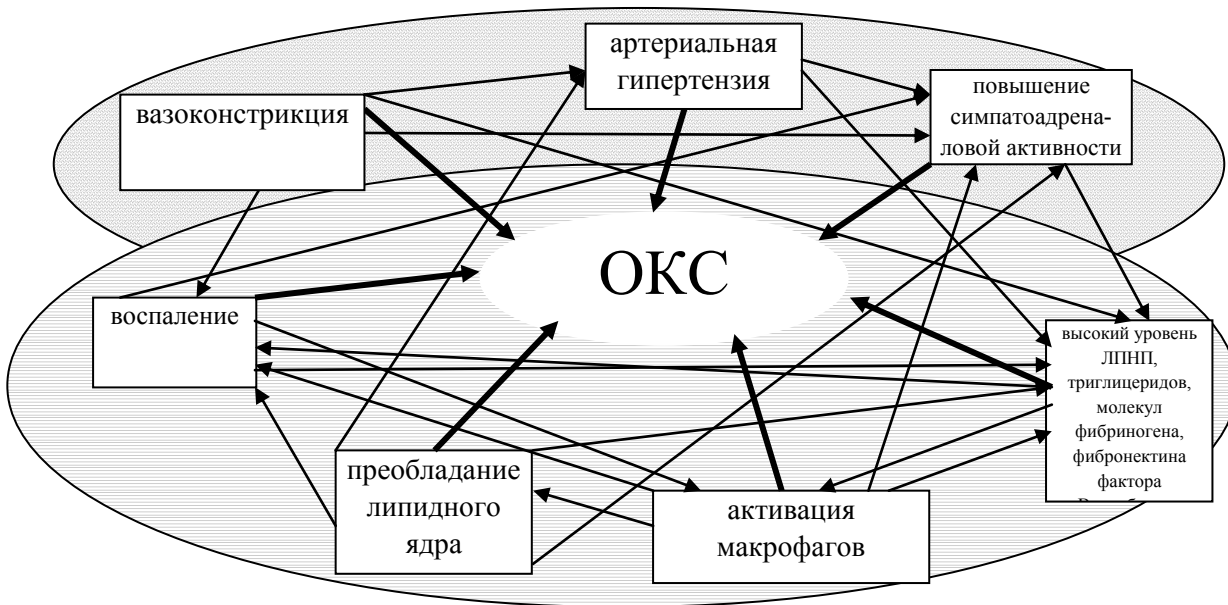 артериальная
гипертензия
повышение
симпатоадрена-
ловой активности
вазоконстрикция
ОКС
воспаление
высокий уровень
ЛПНП,
триглицеридов,
молекул
фибриногена,
фибронектина
фактора
преобладание
липидного
ядра
активация
макрофагов